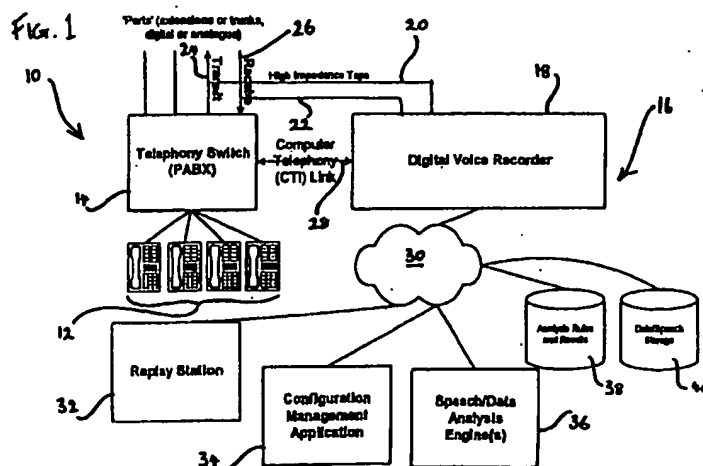 FIG. 1
'Ports' (extensions or trunks,
digital or analogue)
26
20
24
Transmit
Receive
High Impedance Taps
22
18
16
10
Telephony Switch
(PABX)
Computer
Telephony
(CTI) Link
28
Digital Voice Recorder
14
30
12
Analysis Rules
and Results
38
Data/Speech
Storage
Replay Station
32
Configuration
Management
Application
34
Speech/Data
Analysis
Engine(s)
36